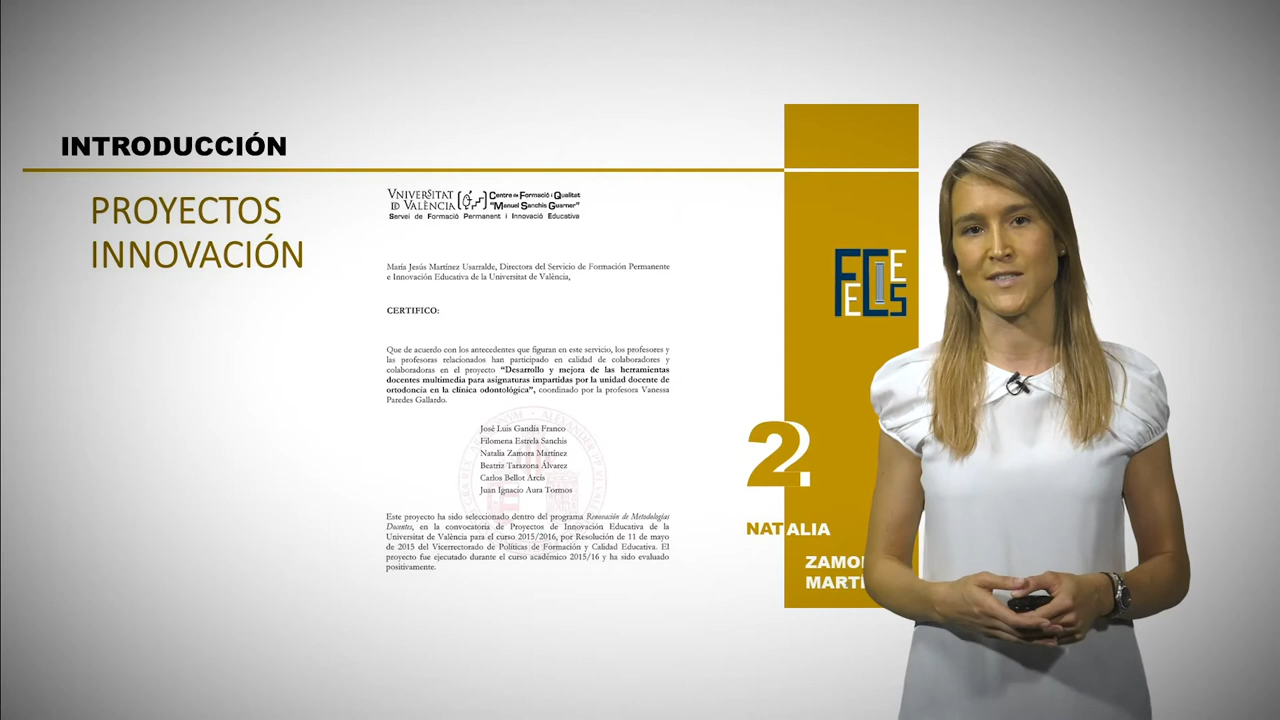 INTRODUCCIÓN
PROYECTOS
INNOVACIÓN
VNIVERSITAT
ID VALÈNCIA
Centre de Formació i Qualitat
"Manuel Sanchis Guarner"
Servei de Formació Permanent i Innovació Educativa
María Jesús Martínez Usarralde, Directora del Servicio de Formación Permanente
e Innovación Educativa de la Universitat de València,
CERTIFICO:
Que de acuerdo con los antecedentes que figuran en este servicio, los profesores y
las profesoras relacionados han participado en calidad de colaboradores y
colaboradoras en el proyecto "Desarrollo y mejora de las herramientas
docentes multimedia para asignaturas impartidas por la unidad docente de
ortodoncia en la clínica odontológica", coordinado por la profesora Vanessa
Paredes Gallardo.
José Luis Gandía Franco
Filomena Estrela Sanchis
Natalia Zamora Martínez
Beatriz Tarazona Álvarez
Carlos Bellot Arcís
Juan Ignacio Aura Tormos
Este proyecto ha sido seleccionado dentro del programa Renovación de Metodologías
Docentes, en la convocatoria de Proyectos de Innovación Educativa de la
Universitat de València para el curso 2015/2016, por Resolución de 11 de mayo
de 2015 del Vicerrectorado de Políticas de Formación y Calidad Educativa. El
proyecto fue ejecutado durante el curso académico 2015/16 y ha sido evaluado
positivamente.
FECIES
2.
NATALIA
ZAMO
MARTI